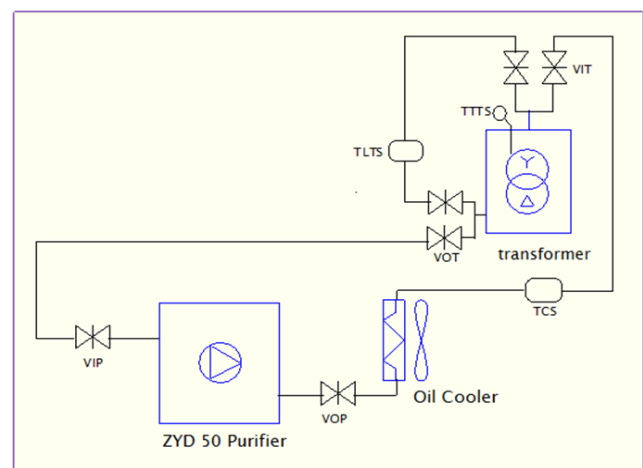 VIT
TTTS
TLTS
VOT
transformer
TCS
VIP
Oil Cooler
VOP
ZYD 50 Purifier